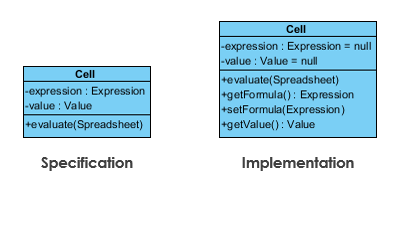 Cell
-expression : Expression
-value : Value
+evaluate(Spreadsheet)
Specification
Cell
-expression : Expression = null
-value : Value = null
+evaluate(Spreadsheet)
+getFormula() : Expression
+setFormula(Expression)
+getValue() : Value
Implementation